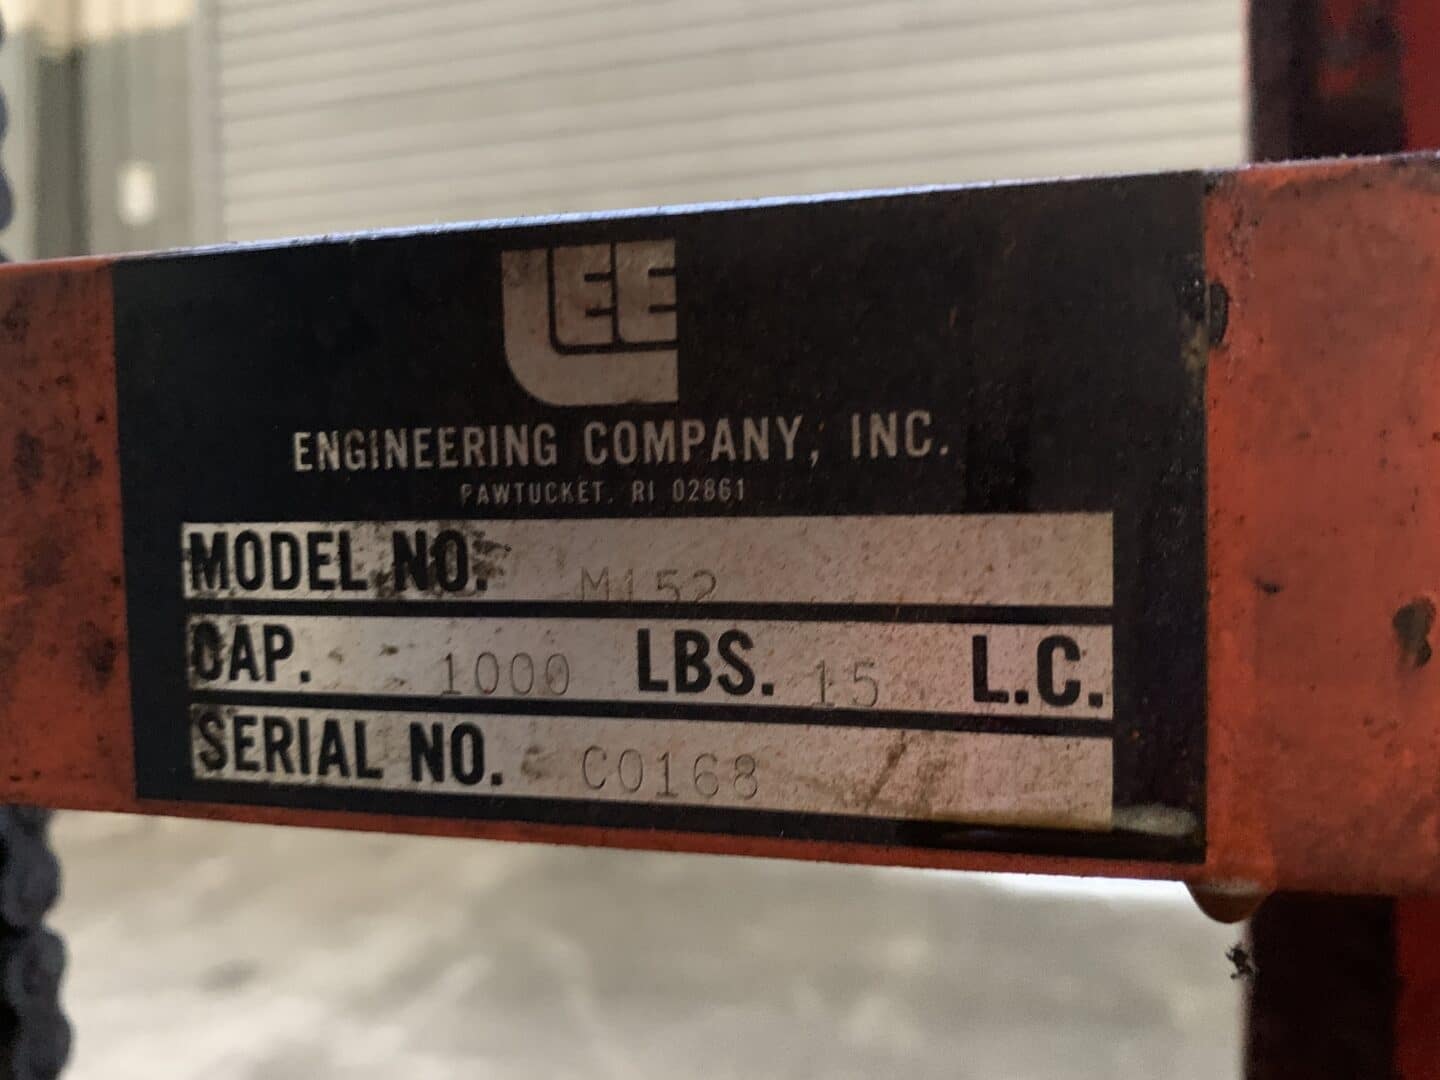 LEE
ENGINEERING COMPANY, INC.
PAWTUCKET, RI 02861
MODEL NO. M152
CAP. 1000 LBS. 15 L.C.
SERIAL NO. C0168